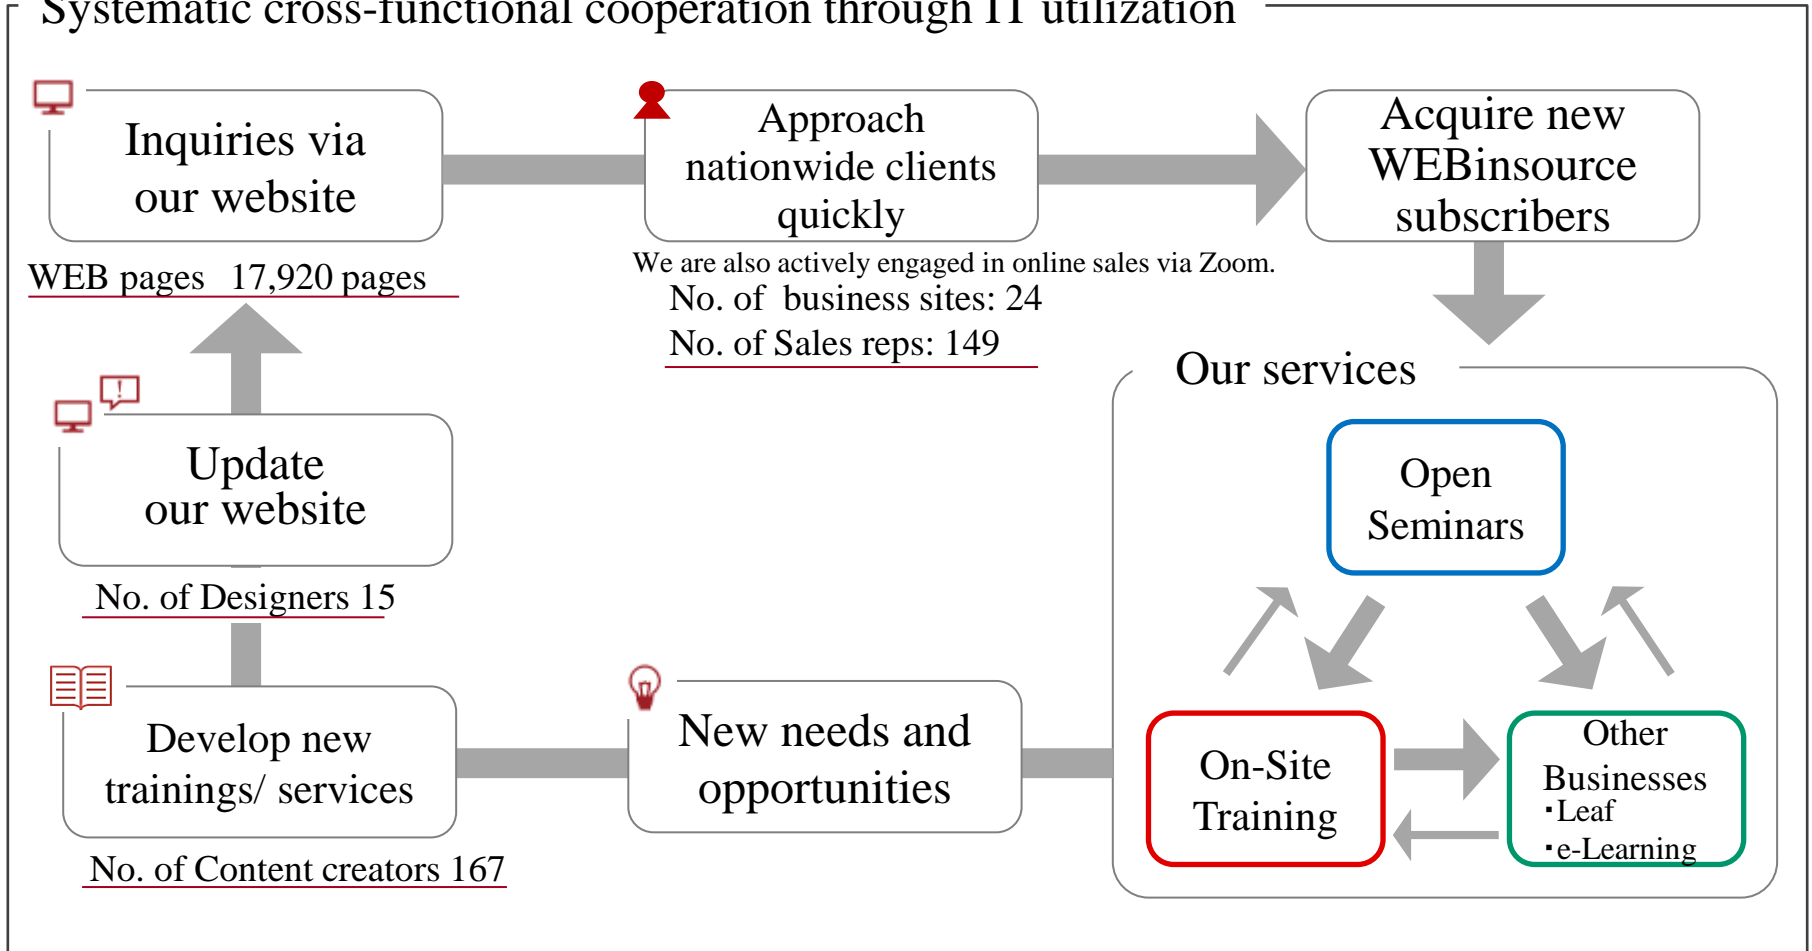 Systematic cross-functional cooperation through IT utilization
Inquiries via
our website
WEB pages 17,920 pages
Approach
nationwide clients
quickly
We are also actively engaged in online sales via Zoom.
No. of business sites: 24
No. of Sales reps: 149
Acquire new
WEBinsource
subscribers
Our services
Open
Seminars
On-Site
Training
Other
Businesses
・Leaf
・e-Learning
New needs and
opportunities
Develop new
trainings/ services
No. of Content creators 167
Update
our website
No. of Designers 15